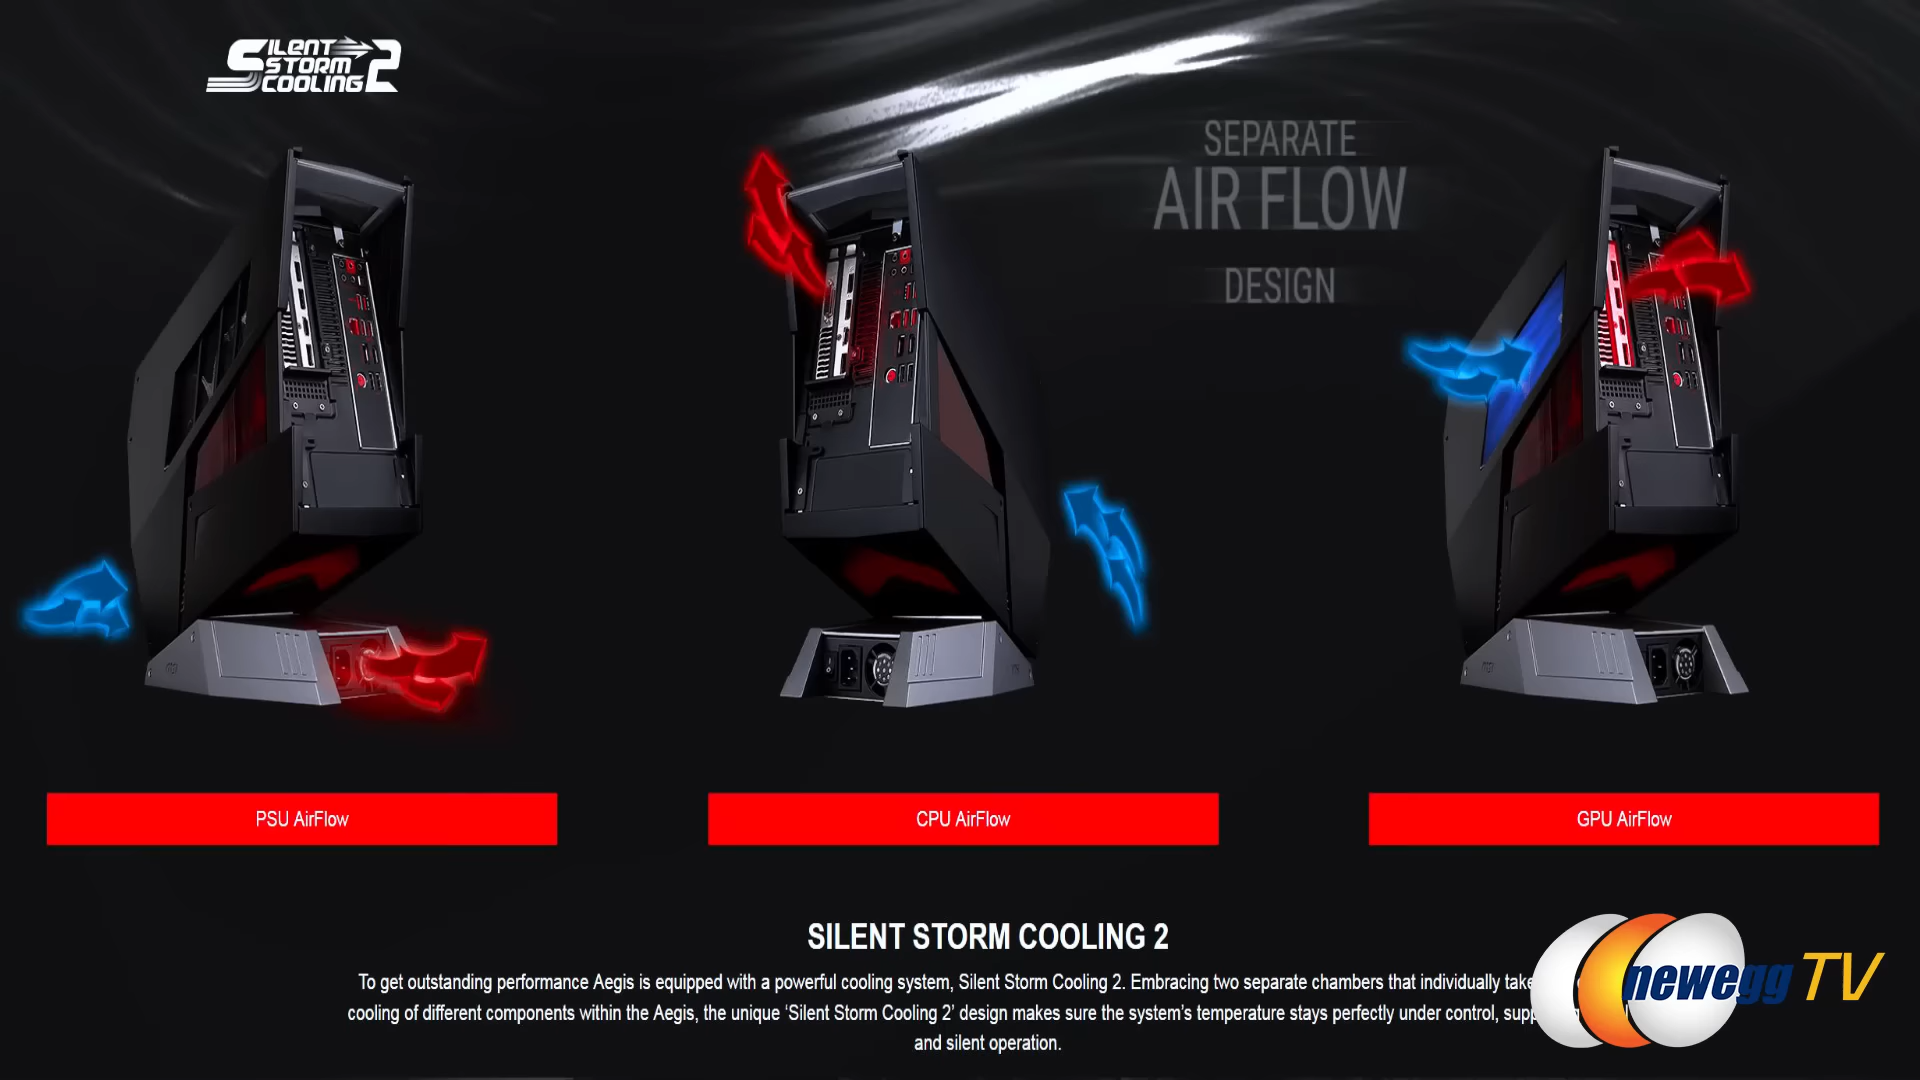 SILENT
STORM
COOLING 2
SEPARATE
AIR FLOW
DESIGN
PSU AirFlow
CPU AirFlow
GPU AirFlow
SILENT STORM COOLING 2
To get outstanding performance Aegis is equipped with a powerful cooling system, Silent Storm Cooling 2. Embracing two separate chambers that individually take
cooling of different components within the Aegis, the unique ‘Silent Storm Cooling 2’ design makes sure the system’s temperature stays perfectly under control,
and silent operation.
newegg TV